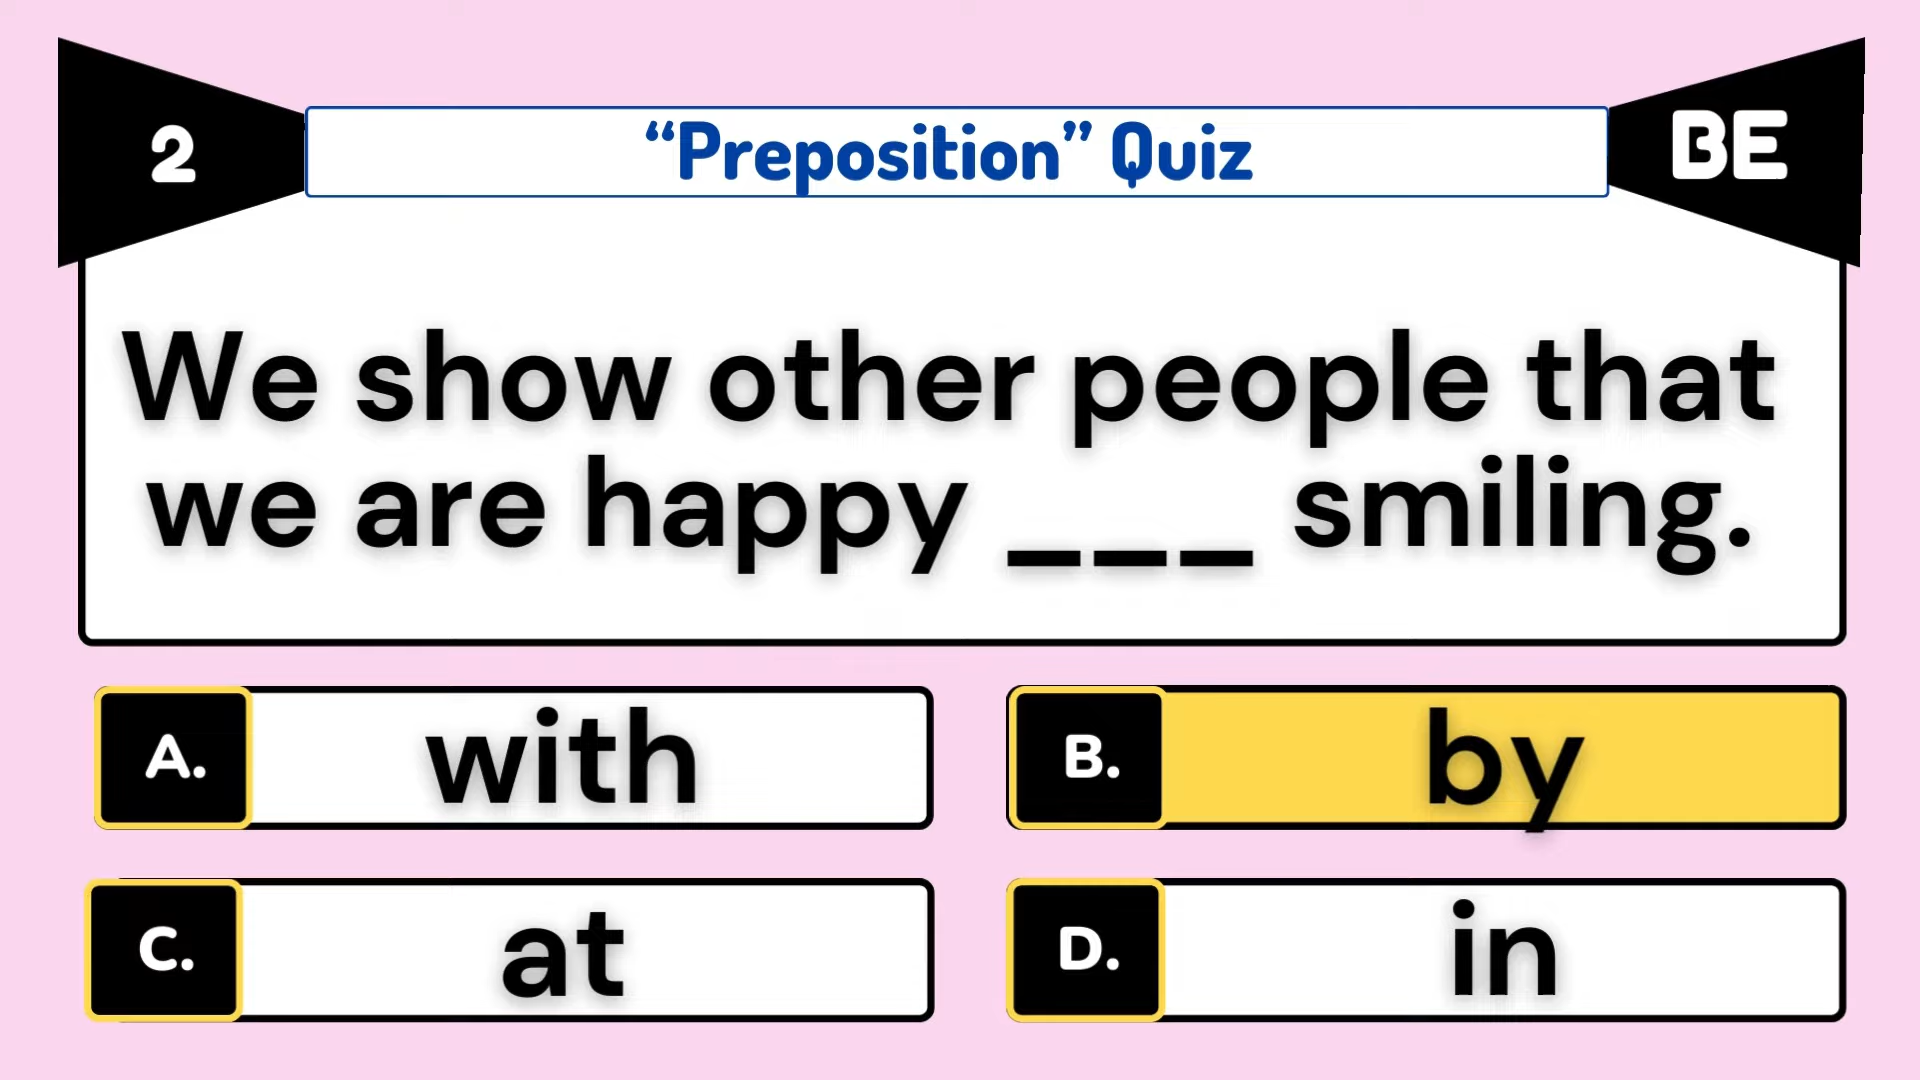 2
“Preposition” Quiz
BE
We show other people that
we are happy ___ smiling.
A. with
B. by
C. at
D. in